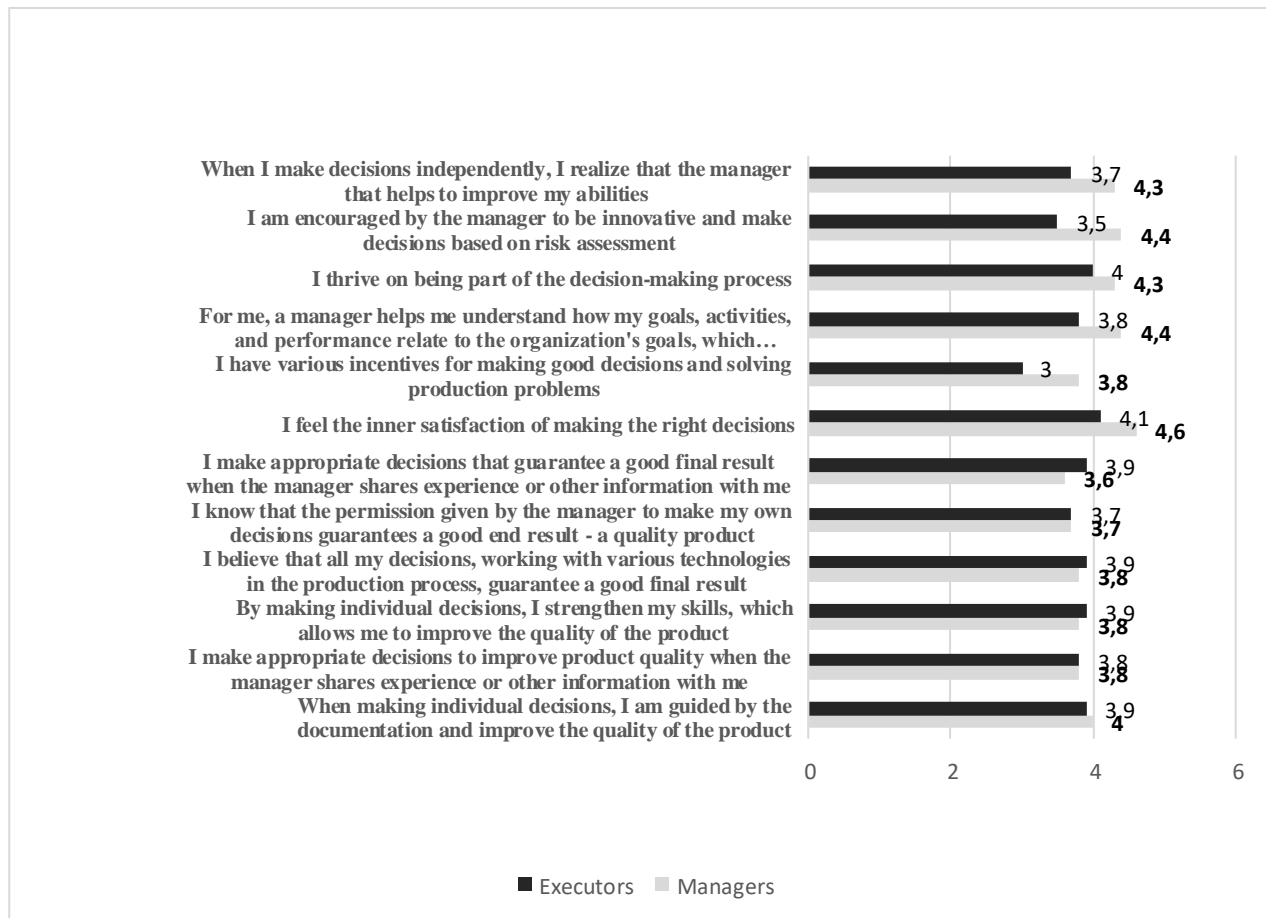 When I make decisions independently, I realize that the manager
that helps to improve my abilities
3,7
4,3
I am encouraged by the manager to be innovative and make
decisions based on risk assessment
3,5
4,4
I thrive on being part of the decision-making process
4
4,3
For me, a manager helps me understand how my goals, activities,
and performance relate to the organization's goals, which…
3,8
4,4
I have various incentives for making good decisions and solving
production problems
3
3,8
I feel the inner satisfaction of making the right decisions
4,1
4,6
I make appropriate decisions that guarantee a good final result
when the manager shares experience or other information with me
3,9
3,6
I know that the permission given by the manager to make my own
decisions guarantees a good end result - a quality product
3,7
3,7
I believe that all my decisions, working with various technologies
in the production process, guarantee a good final result
3,9
3,8
By making individual decisions, I strengthen my skills, which
allows me to improve the quality of the product
3,9
3,8
I make appropriate decisions to improve product quality when the
manager shares experience or other information with me
3,8
3,8
When making individual decisions, I am guided by the
documentation and improve the quality of the product
3,9
4
0 2 4 6
Executors Managers